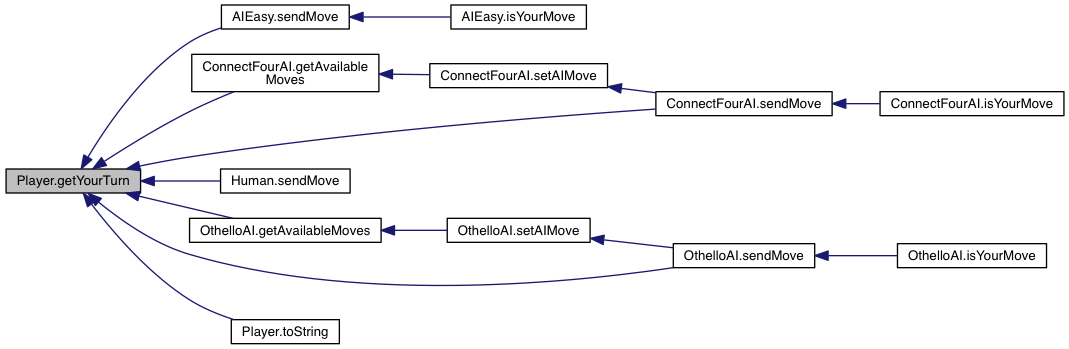 AIEasy.sendMove
AIEasy.isYourMove
ConnectFourAI.getAvailable
Moves
ConnectFourAI.setAIMove
ConnectFourAI.sendMove
ConnectFourAI.isYourMove
Player.getYourTurn
Human.sendMove
OthelloAI.getAvailableMoves
OthelloAI.setAIMove
OthelloAI.sendMove
OthelloAI.isYourMove
Player.toString